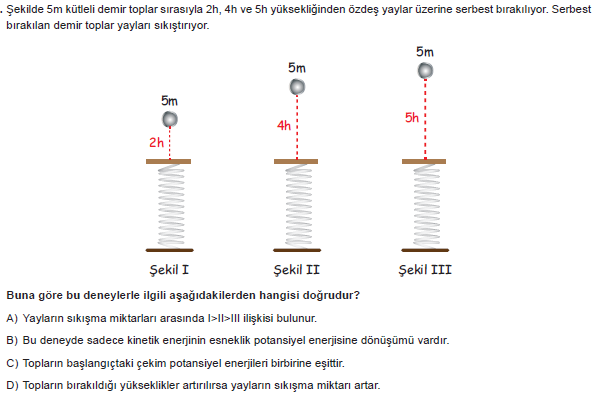 . Şekilde 5m kütleli demir toplar sırasıyla 2h, 4h ve 5h yüksekliğinden özdeş yaylar üzerine serbest bırakılıyor. Serbest
bırakılan demir toplar yayları sıkıştırıyor.
5m
5m
5m
2h
4h
5h
Şekil I
Şekil II
Şekil III
Buna göre bu deneylerle ilgili aşağıdakilerden hangisi doğrudur?
A) Yayların sıkışma miktarları arasında I>II>III ilişkisi bulunur.
B) Bu deneyde sadece kinetik enerjinin esneklik potansiyel enerjisine dönüşümü vardır.
C) Topların başlangıçtaki çekim potansiyel enerjileri birbirine eşittir.
D) Topların bırakıldığı yükseklikler artırılırsa yayların sıkışma miktarı artar.